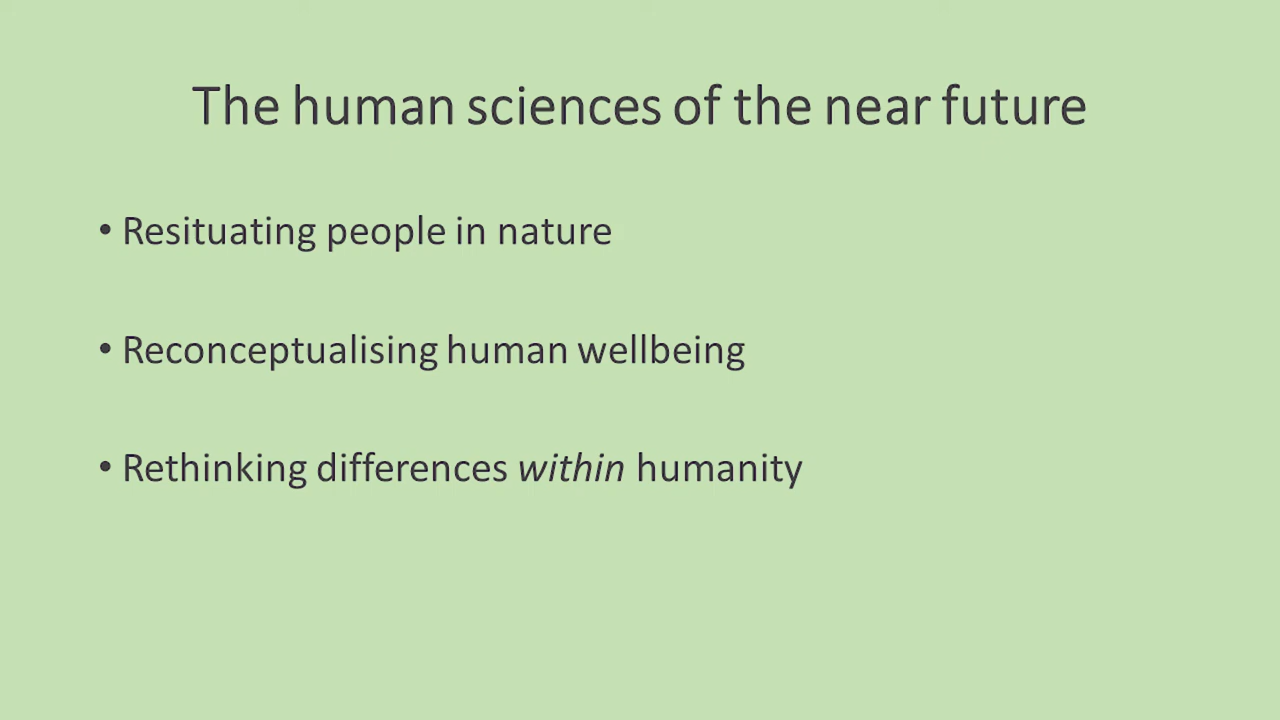 The human sciences of the near future
• Resituating people in nature
• Reconceptualising human wellbeing
• Rethinking differences within humanity